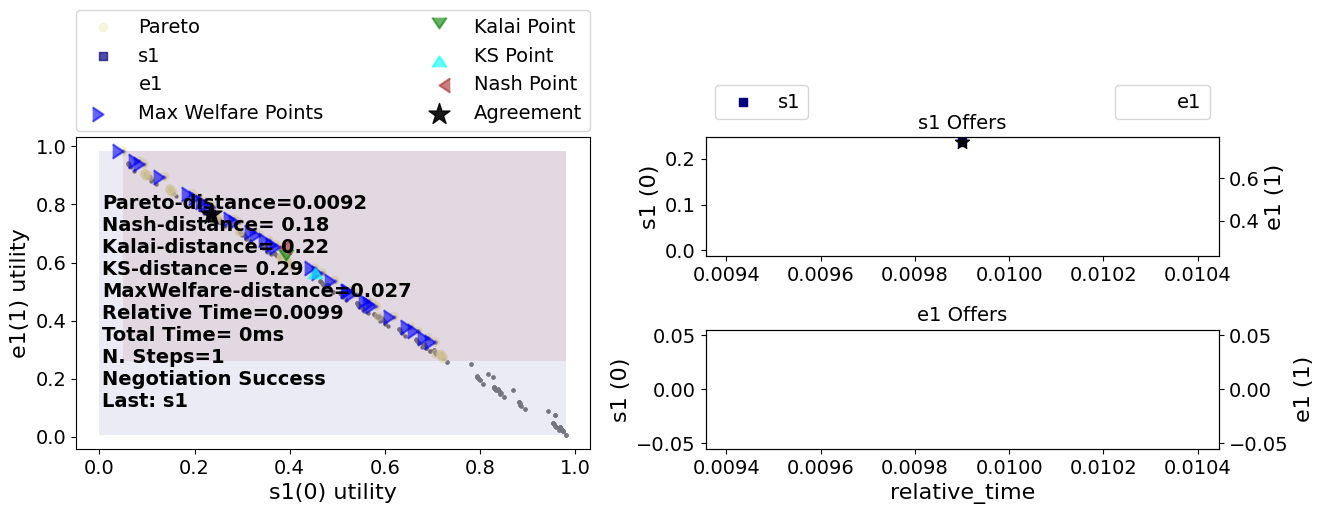 Pareto
s1
e1
Max Welfare Points
Kalai Point
KS Point
Nash Point
Agreement
1.0
0.8
0.6
0.4
0.2
0.0
e1(1) utility
Pareto-distance=0.0092
Nash-distance= 0.18
Kalai-distance= 0.22
KS-distance= 0.29
MaxWelfare-distance=0.027
Relative Time=0.0099
Total Time= 0ms
N. Steps=1
Negotiation Success
Last: s1
0.0 0.2 0.4 0.6 0.8 1.0
s1(0) utility
s1
e1
s1 Offers
0.2
0.1
0.0
s1 (0)
0.6
0.4
e1 (1)
0.0094 0.0096 0.0098 0.0100 0.0102 0.0104
e1 Offers
0.05
0.00
−0.05
s1 (0)
0.05
0.00
−0.05
e1 (1)
0.0094 0.0096 0.0098 0.0100 0.0102 0.0104
relative_time